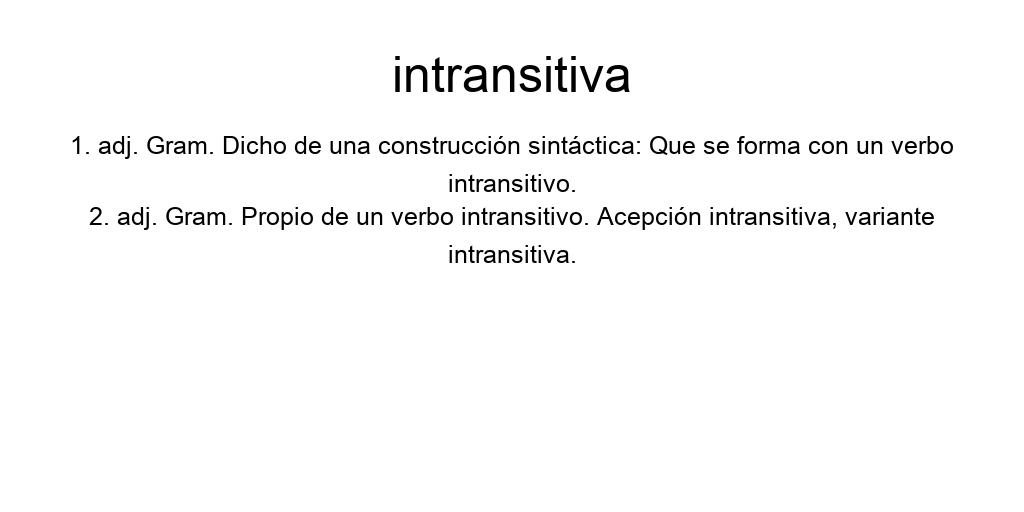 intransitiva
1. adj. Gram. Dicho de una construcción sintáctica: Que se forma con un verbo
intransitivo.
2. adj. Gram. Propio de un verbo intransitivo. Acepción intransitiva, variante
intransitiva.